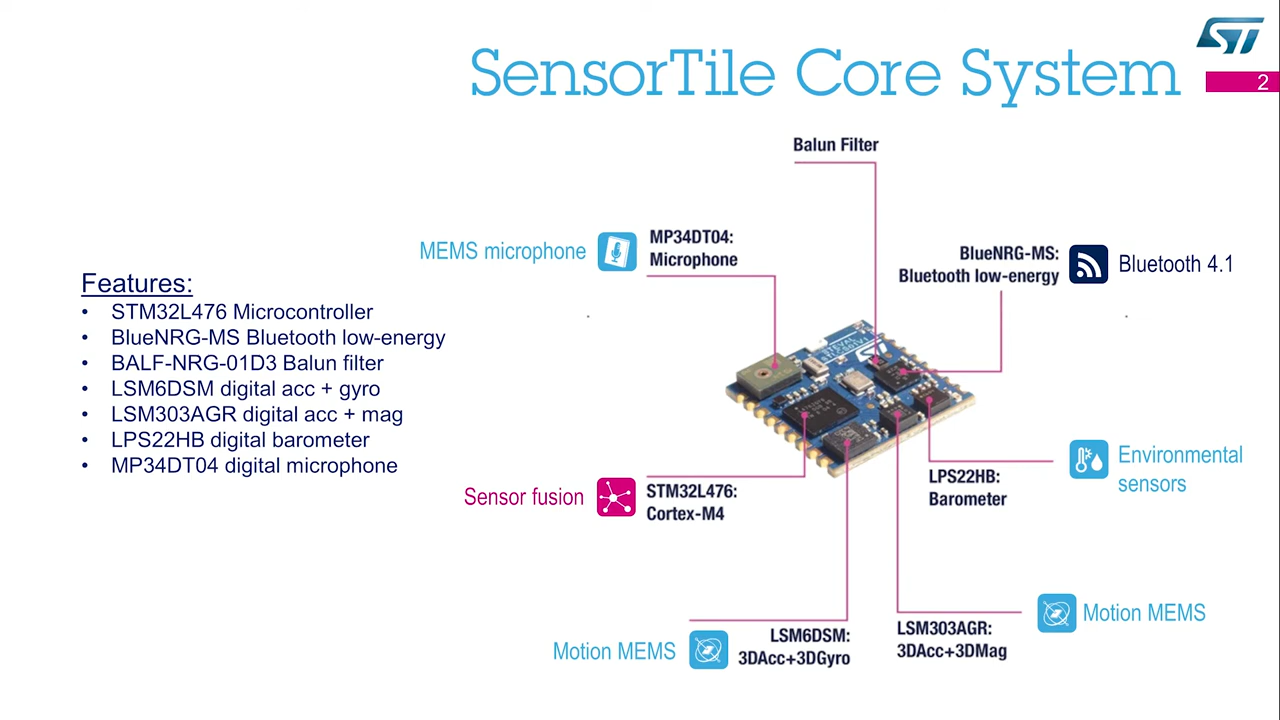 ST
SensorTile Core System
2
Balun Filter
MEMS microphone
MP34DT04:
Microphone
BlueNRG-MS:
Bluetooth low-energy
Bluetooth 4.1
Features:
• STM32L476 Microcontroller
• BlueNRG-MS Bluetooth low-energy
• BALF-NRG-01D3 Balun filter
• LSM6DSM digital acc + gyro
• LSM303AGR digital acc + mag
• LPS22HB digital barometer
• MP34DT04 digital microphone
STEVAL
ST
Environmental
sensors
LPS22HB:
Barometer
Sensor fusion
STM32L476:
Cortex-M4
Motion MEMS
LSM6DSM:
3DAcc+3DGyro
LSM303AGR:
3DAcc+3DMag
Motion MEMS